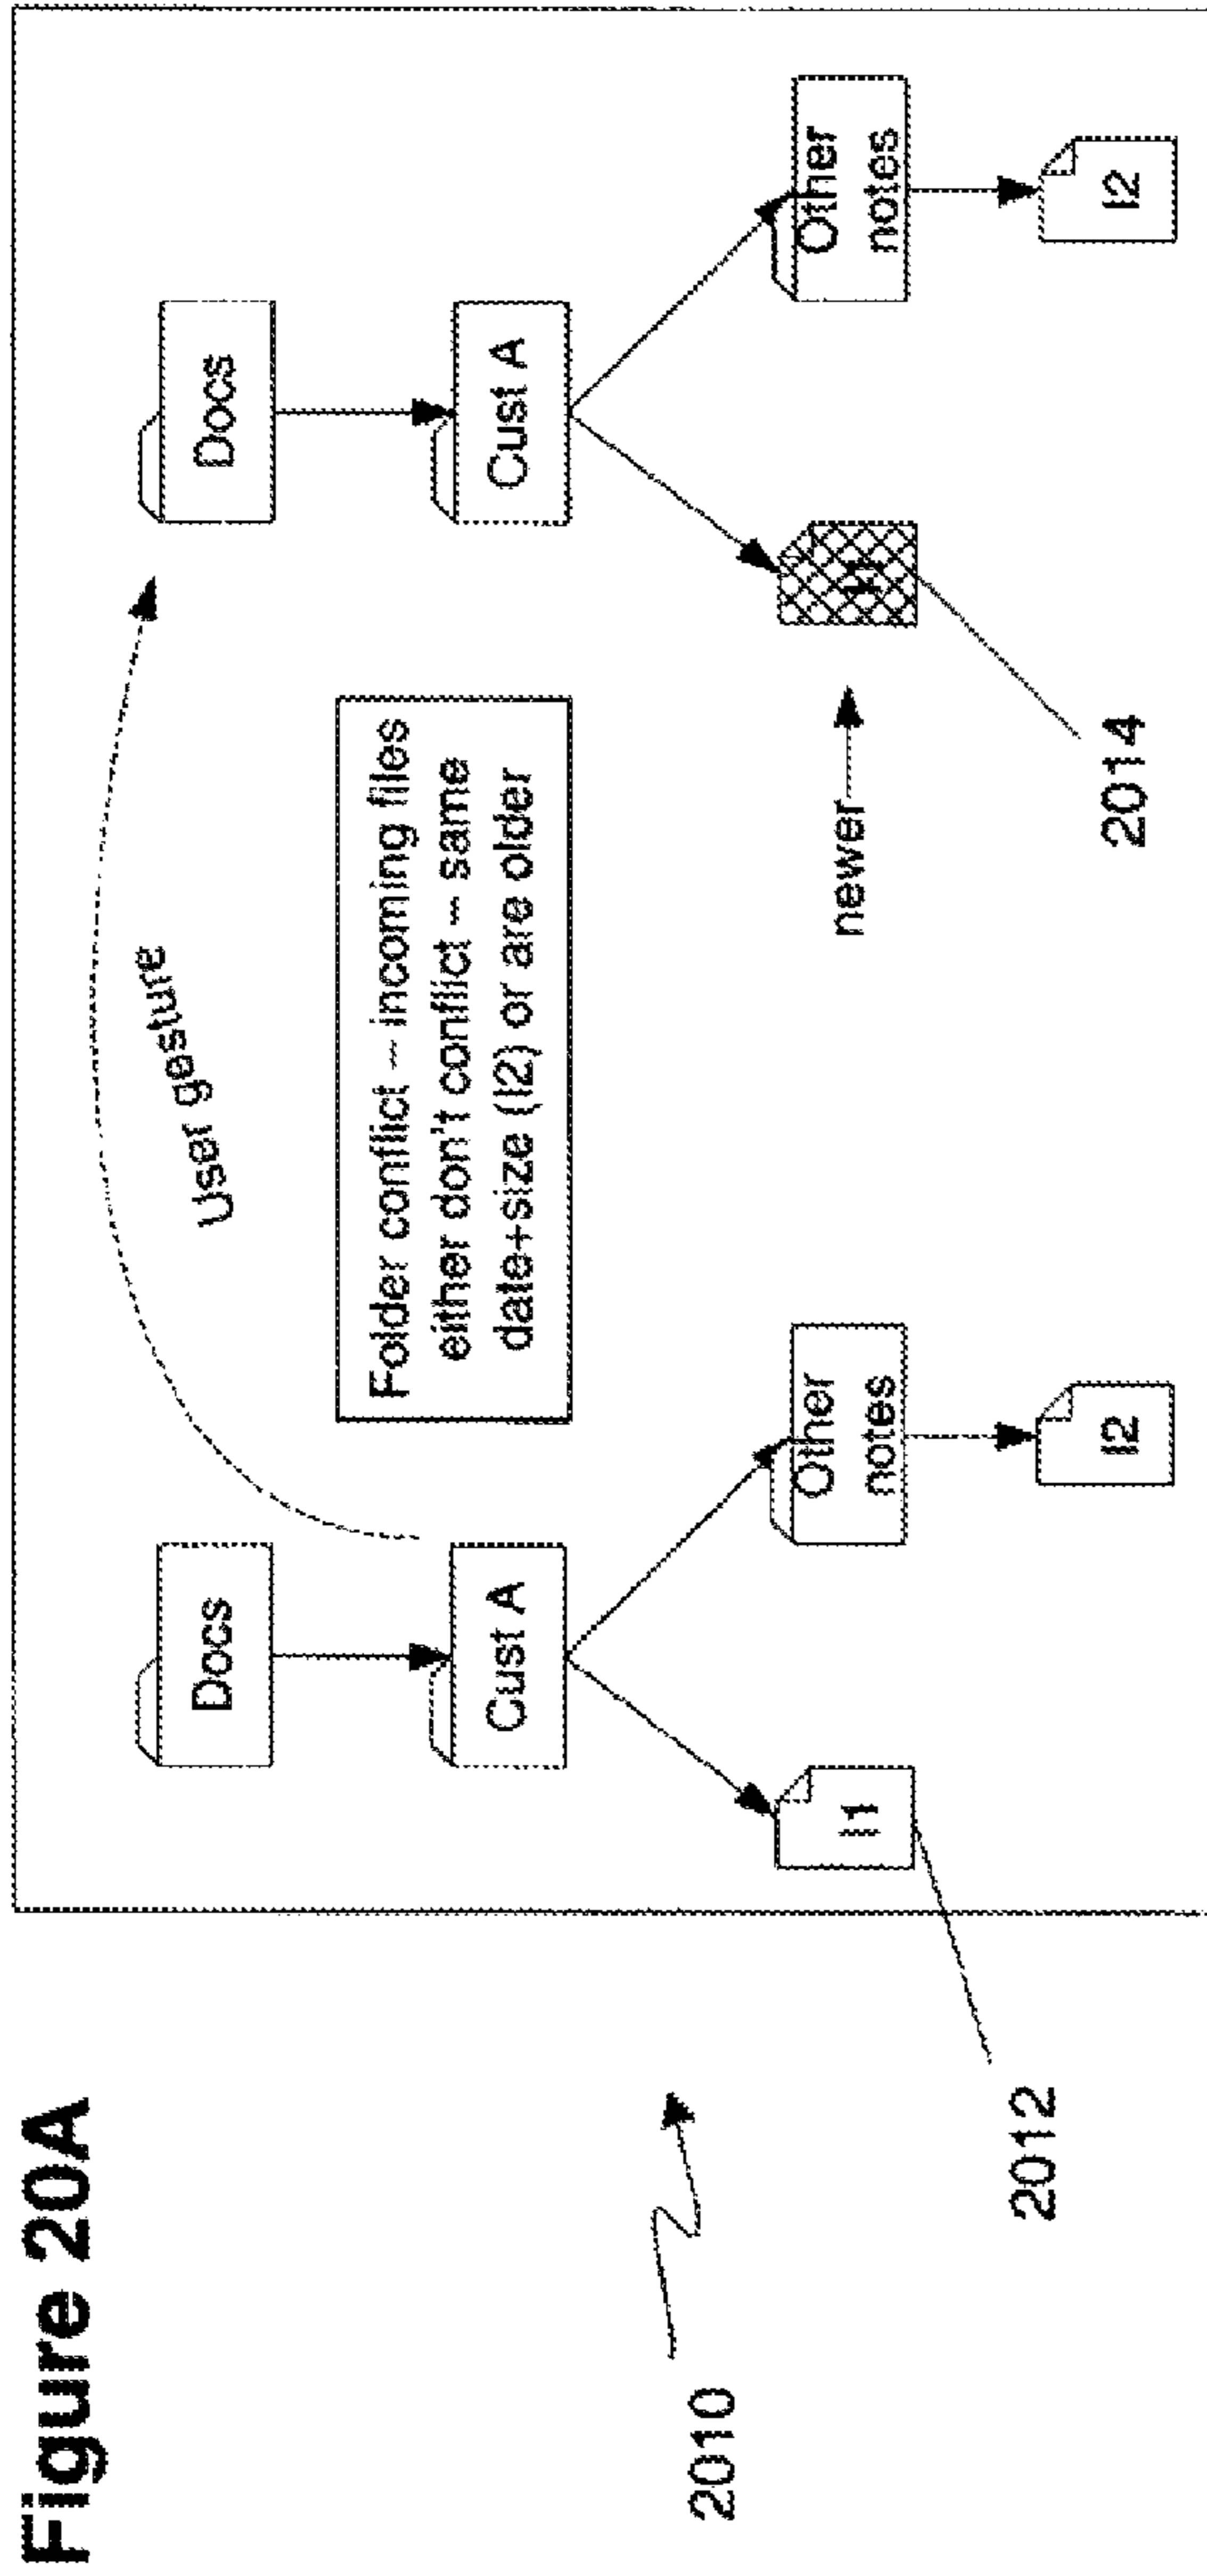 Figure 20A
User gesture
Docs
Docs
Folder conflict -- incoming files
either don't conflict -- same
date+size (I2) or are older
Cust A
Cust A
I1
Other
notes
newer
Other
notes
I2
I2
2010
2012
2014